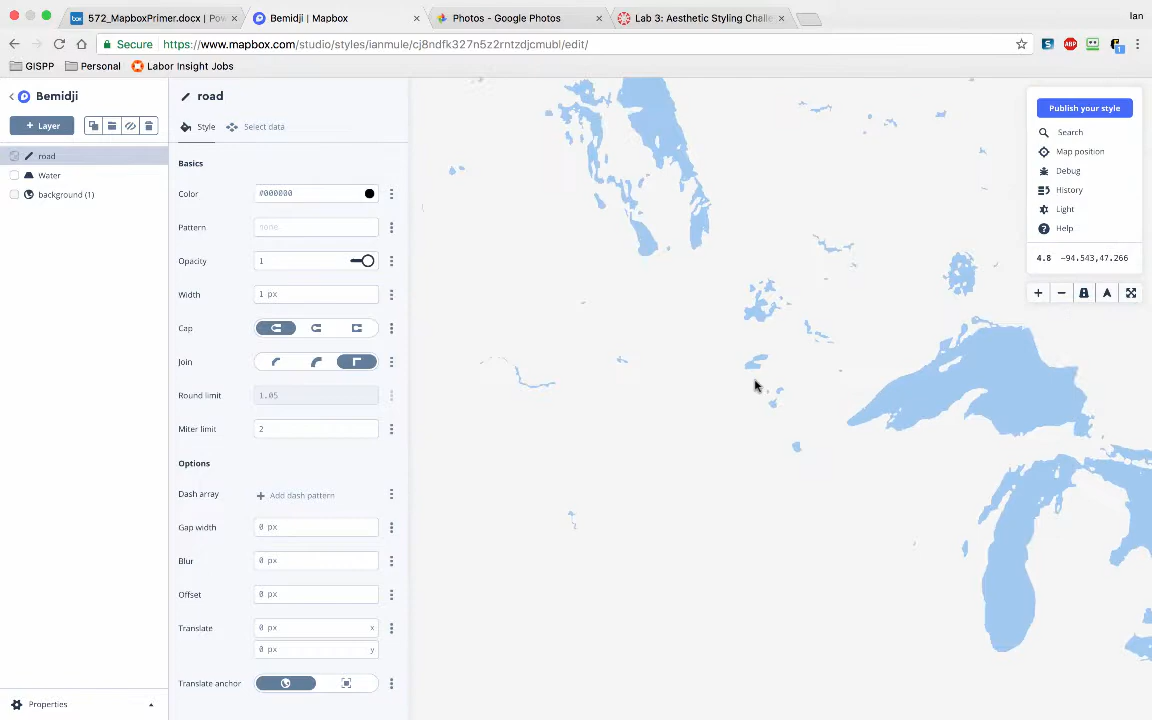 572_MapboxPrimer.docx | Pow
Bemidji | Mapbox
Photos - Google Photos
Lab 3: Aesthetic Styling Challe
Ian
Secure
https://www.mapbox.com/studio/styles/ianmule/cj8ndfk327n5z2rntzdjcmubl/edit/
GISPP
Personal
Labor Insight Jobs
Bemidji
+ Layer
road
Water
background (1)
Properties
road
Style
Select data
Basics
Color
#000000
Pattern
none
Opacity
1
Width
1 px
Cap
Join
Round limit
1.05
Miter limit
2
Options
Dash array
+ Add dash pattern
Gap width
0 px
Blur
0 px
Offset
0 px
Translate
0 px x
0 px y
Translate anchor
Publish your style
Search
Map position
Debug
History
Light
Help
4.8 -94.543,47.266